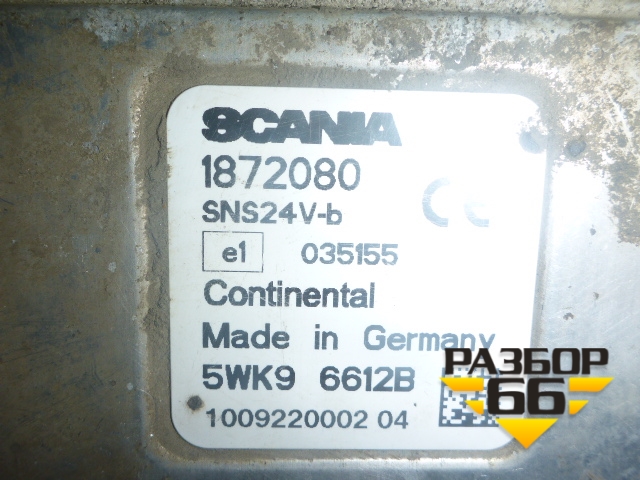 SCANIA
1872080
SNS24V-b
CE
e1 035155
Continental
Made in Germany
5WK9 6612B
1009220002 04
РАЗБОР
66